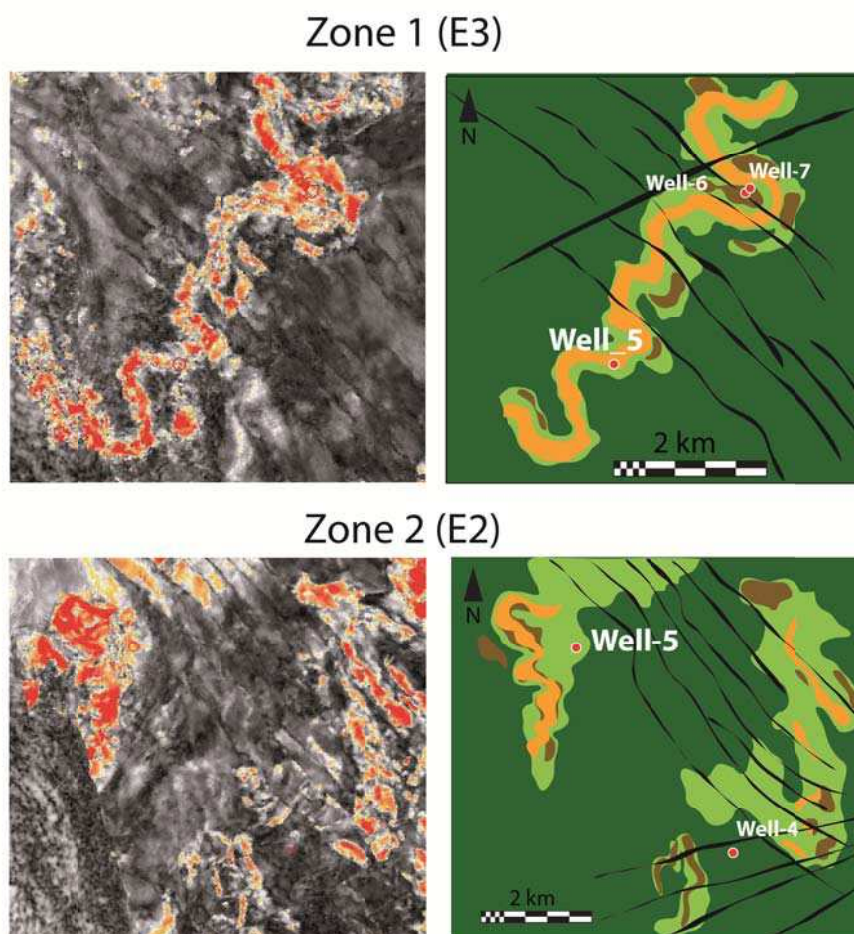 Zone 1 (E3)
N
Well-6
Well-7
Well_5
2 km
Zone 2 (E2)
N
Well-5
Well-4
2 km